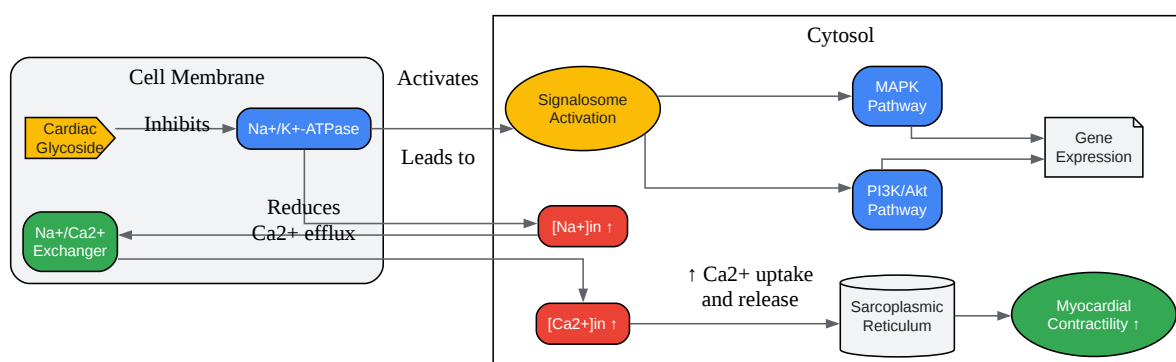 Cytosol
Cell Membrane
Activates
Cardiac
Glycoside
Inhibits
Na+/K+-ATPase
Leads to
Signalosome
Activation
MAPK
Pathway
Gene
Expression
PI3K/Akt
Pathway
Na+/Ca2+
Exchanger
Reduces
Ca2+ efflux
[Na+]in ↑
[Ca2+]in ↑
↑ Ca2+ uptake
and release
Sarcoplasmic
Reticulum
Myocardial
Contractility ↑